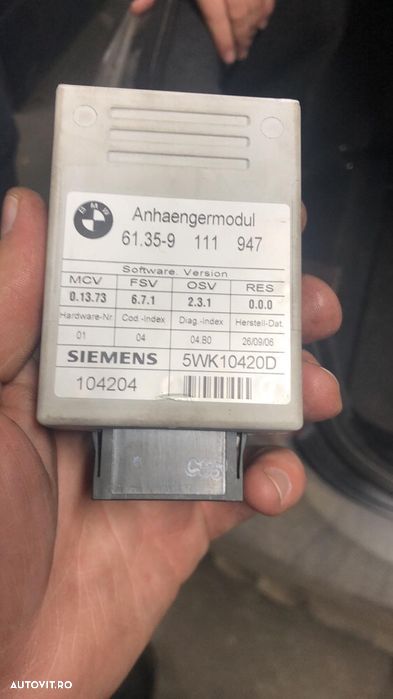 BMW
Anhaengermodul
61.35-9 111 947
Software. Version
MCV FSV OSV RES
0.13.73 6.7.1 2.3.1 0.0.0
Hardware-Nr Cod.-Index Diag.-Index Herstell-Dat.
01 04 04.B0 26/09/06
SIEMENS 5WK10420D
104204
AUTOVIT.RO